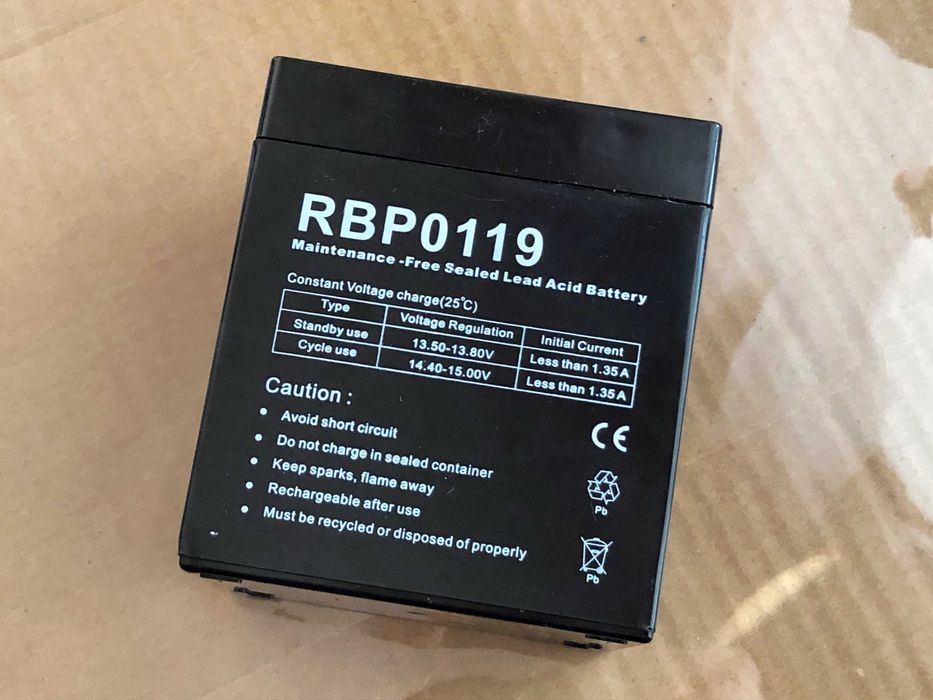 RBP0119
Maintenance -Free Sealed Lead Acid Battery
Constant Voltage charge(25℃)
Type Voltage Regulation Initial Current
Standby use 13.50-13.80V Less than 1.35A
Cycle use 14.40-15.00V Less than 1.35A
Caution :
• Avoid short circuit
• Do not charge in sealed container
• Keep sparks, flame away
• Rechargeable after use
• Must be recycled or disposed of properly
CE
Pb
Pb